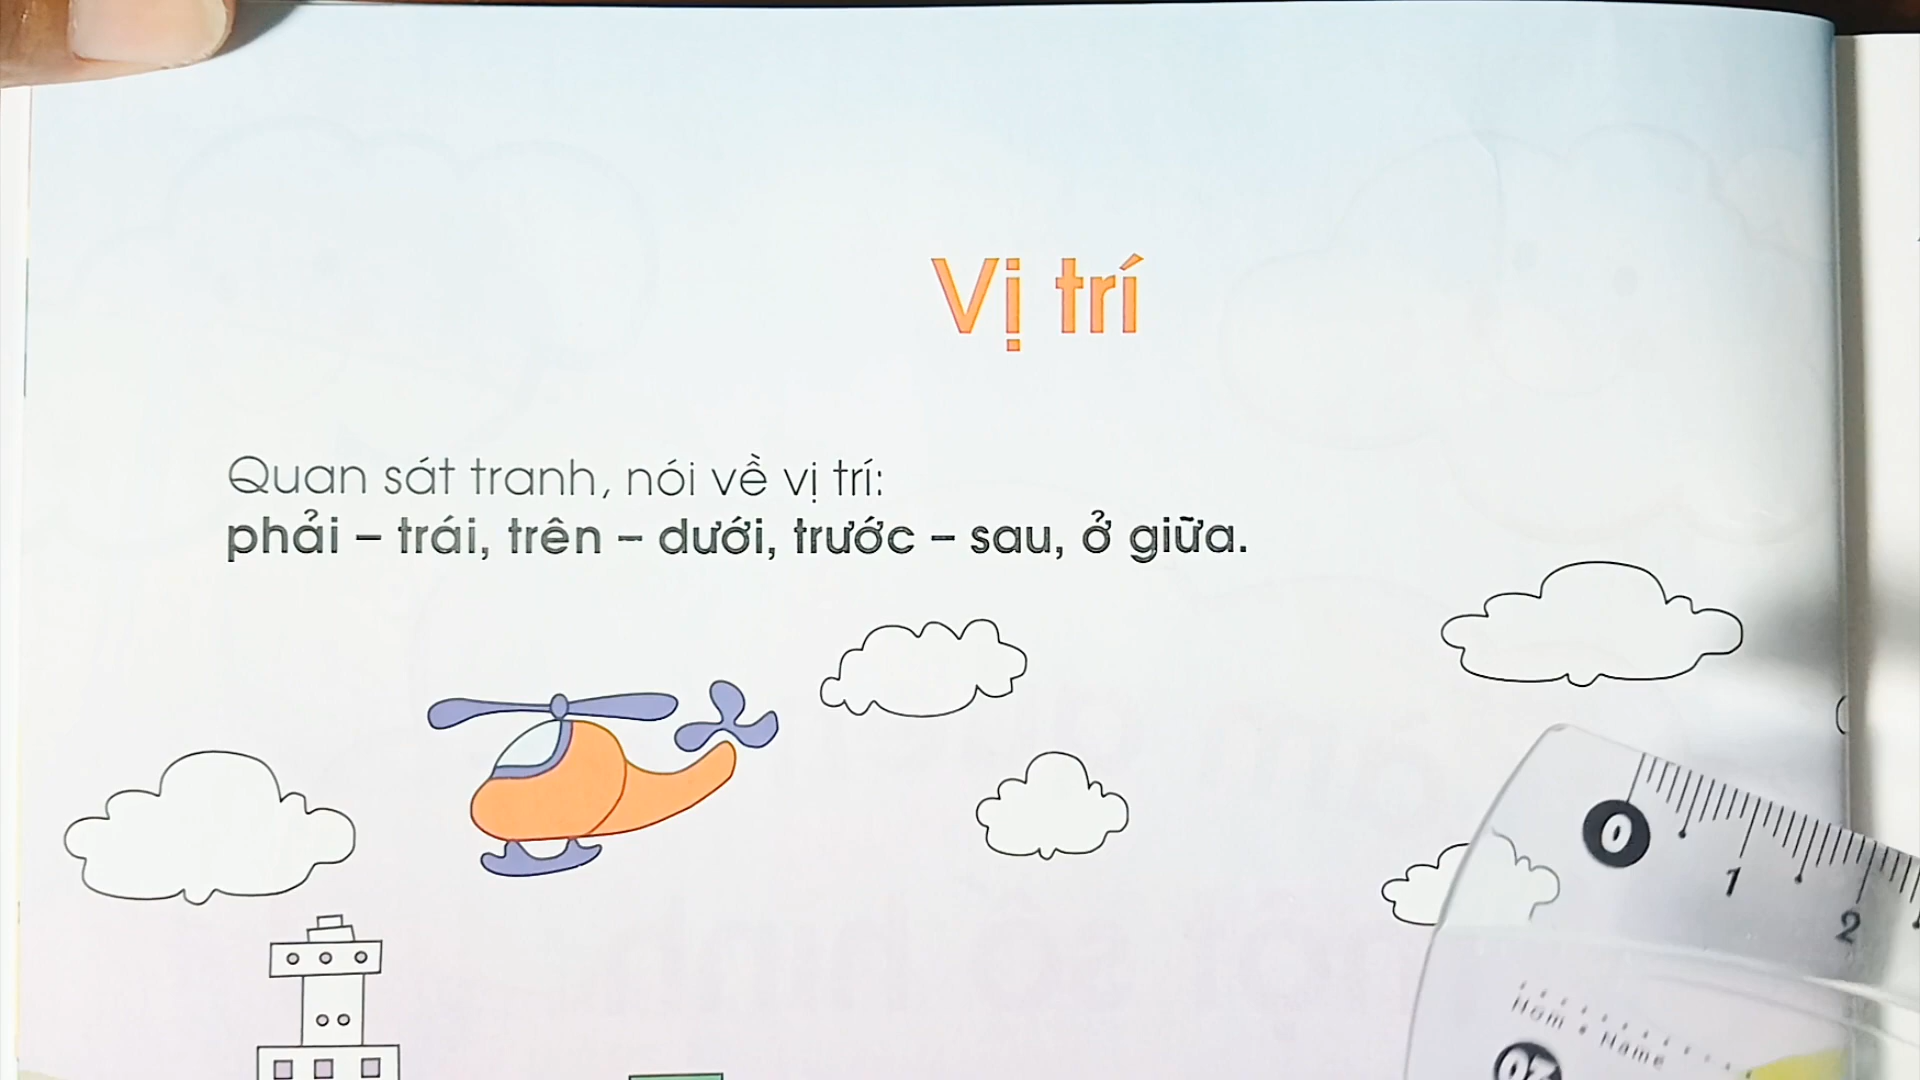 Vị trí
Quan sát tranh, nói về vị trí:
phải – trái, trên – dưới, trước – sau, ở giữa.
0
1
2